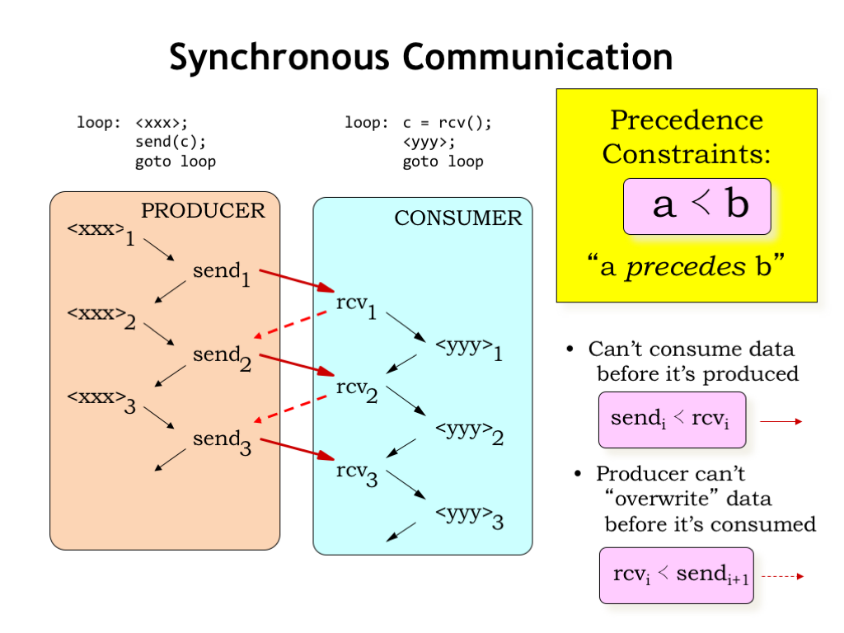 Synchronous Communication
loop: <xxx>;
send(c);
goto loop
loop: c = rcv();
<yyy>;
goto loop
PRODUCER
<xxx>1
send1
<xxx>2
send2
<xxx>3
send3
CONSUMER
rcv1
<yyy>1
rcv2
<yyy>2
rcv3
<yyy>3
Precedence
Constraints:
a < b
“a precedes b”
• Can’t consume data
before it’s produced
sendi < rcvi
• Producer can’t
“overwrite” data
before it’s consumed
rcvi < sendi+1